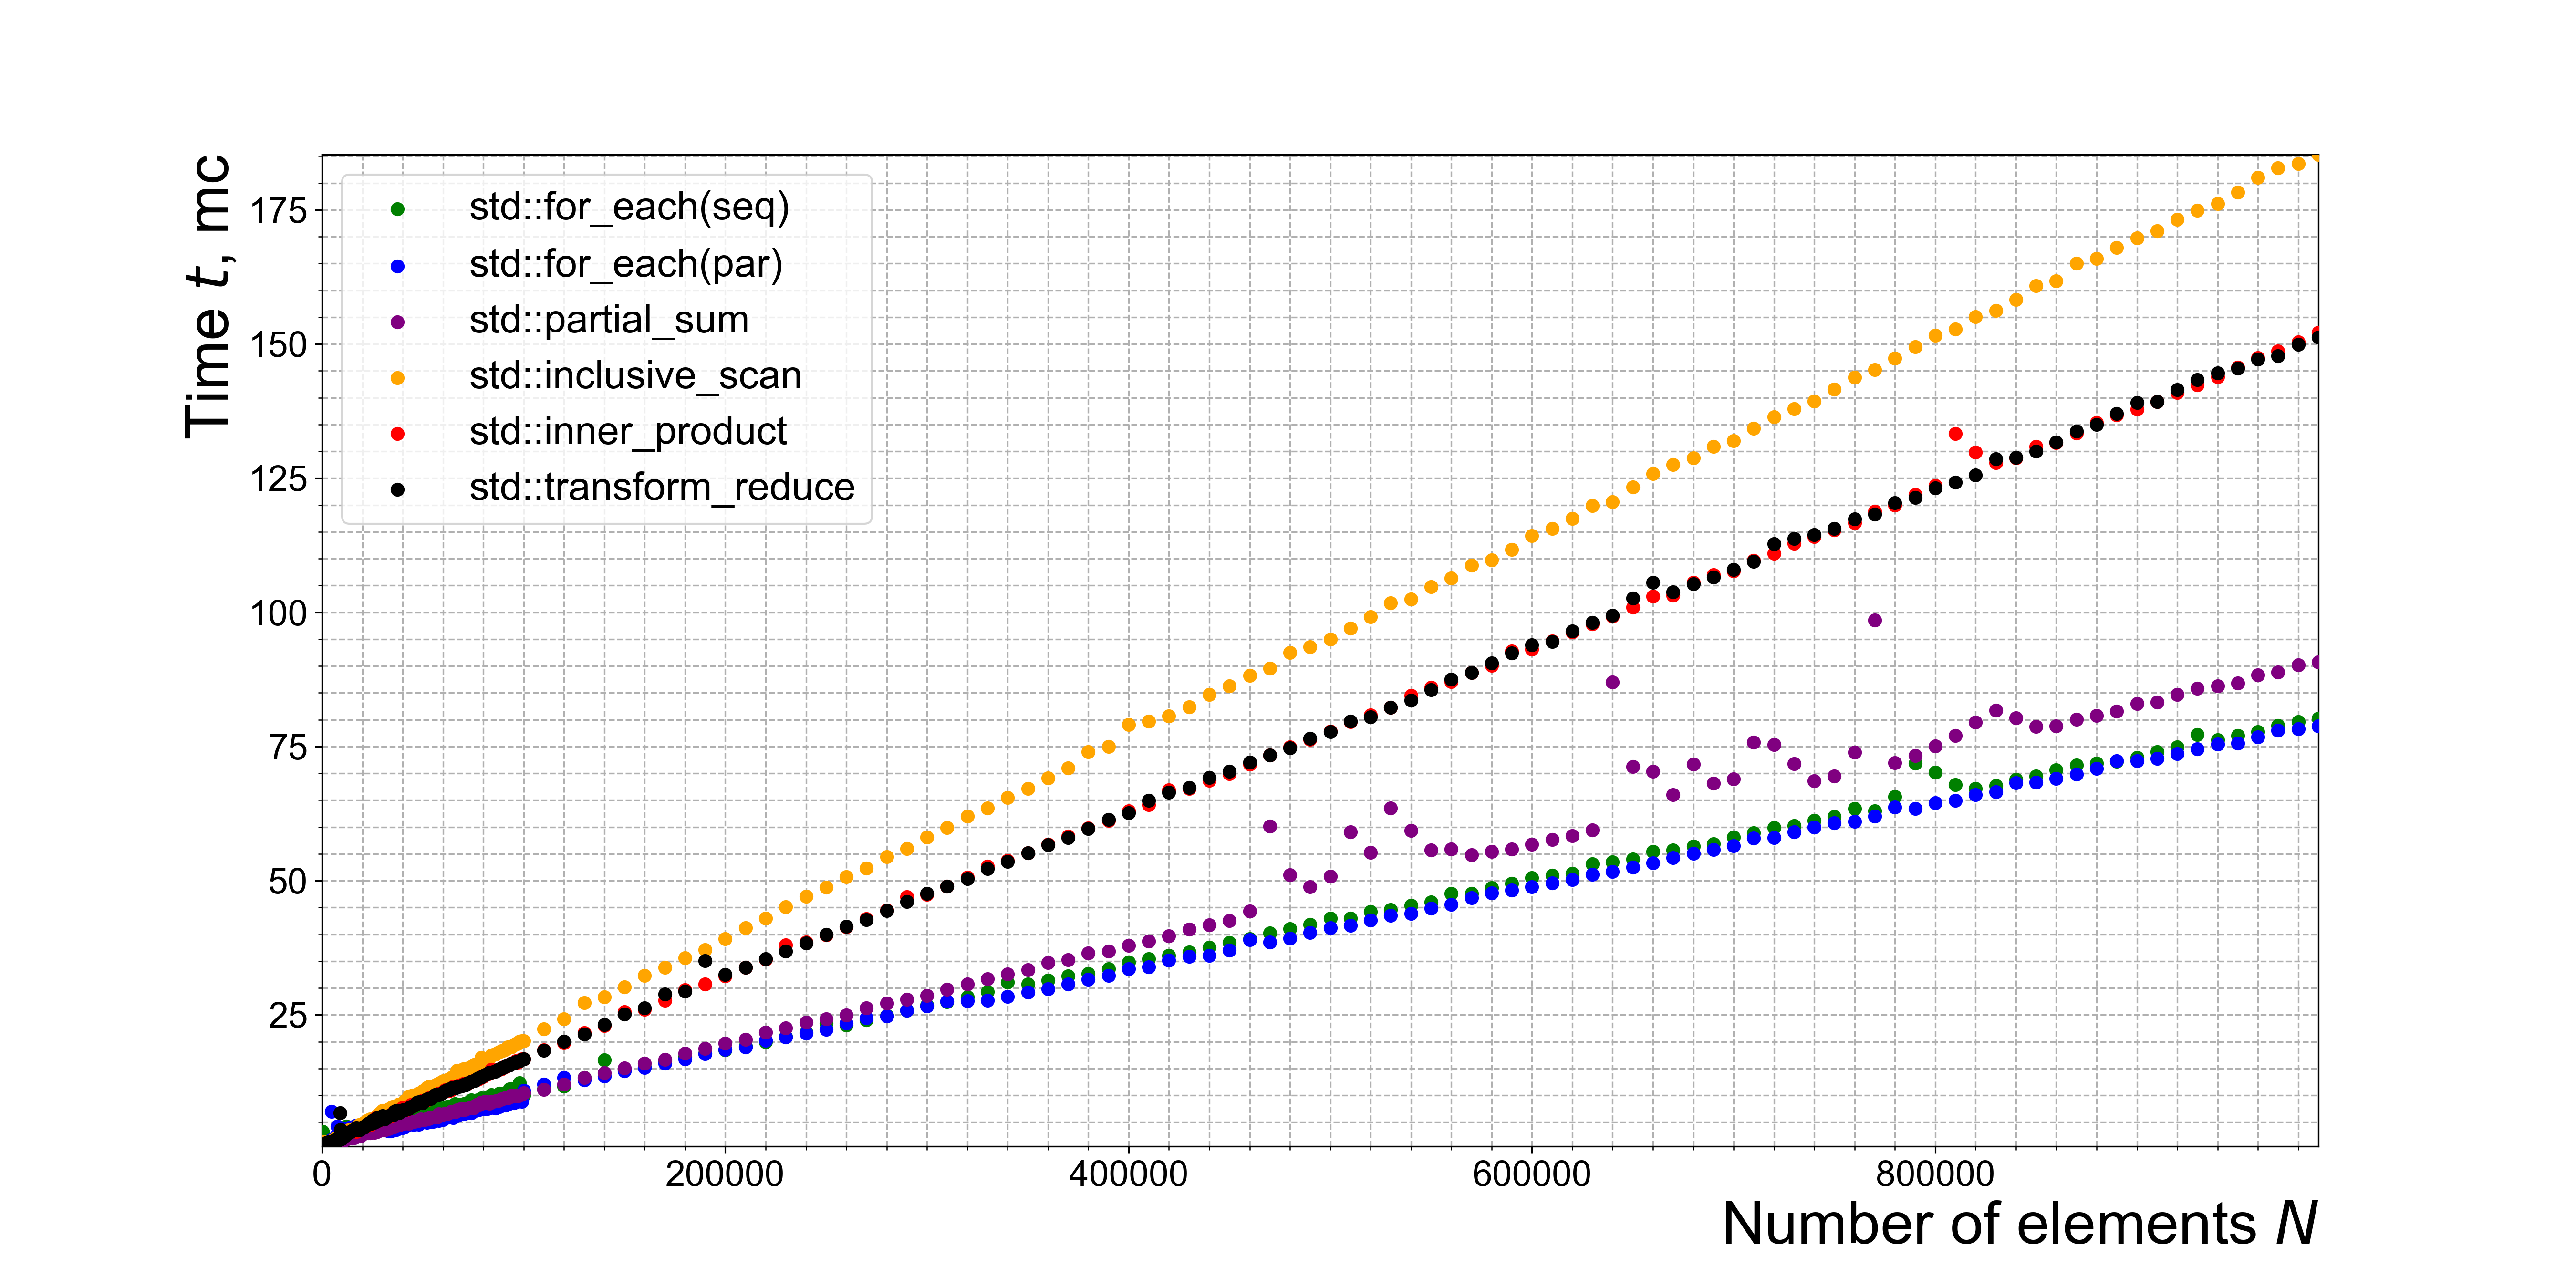 Time t, mc
175
150
125
100
75
50
25
std::for_each(seq)
std::for_each(par)
std::partial_sum
std::inclusive_scan
std::inner_product
std::transform_reduce
0 200000 400000 600000 800000
Number of elements N